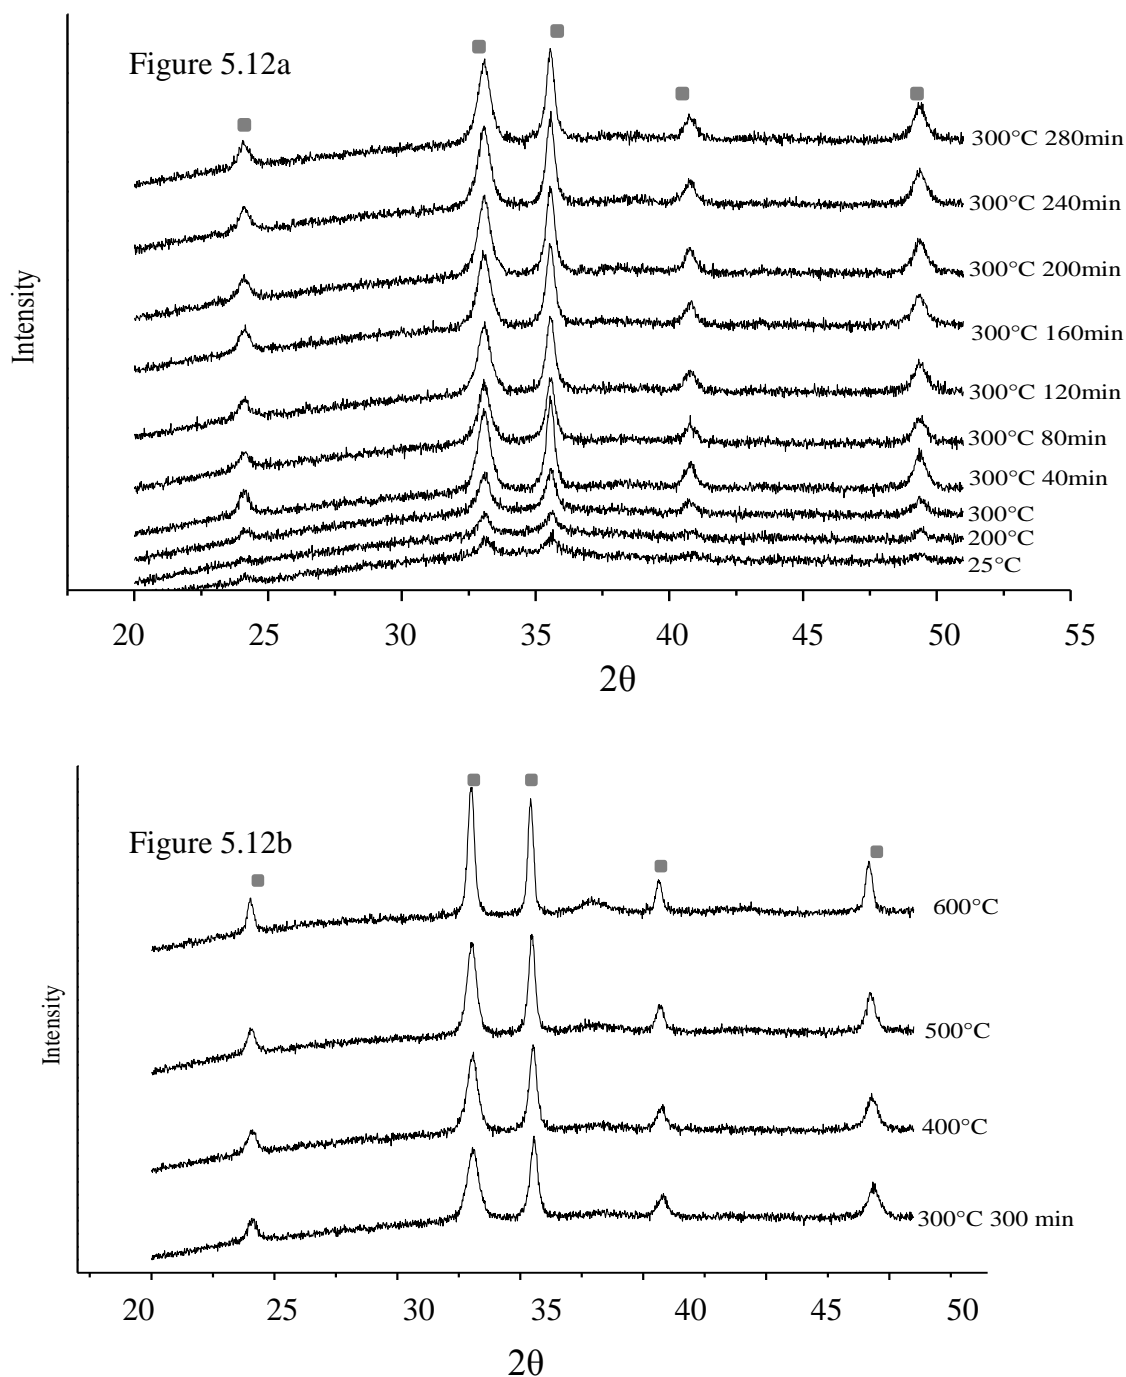 Figure 5.12a
Intensity
300°C 280min
300°C 240min
300°C 200min
300°C 160min
300°C 120min
300°C 80min
300°C 40min
300°C
200°C
25°C
20 25 30 35 40 45 50 55
2θ
Figure 5.12b
Intensity
600°C
500°C
400°C
300°C 300 min
20 25 30 35 40 45 50
2θ